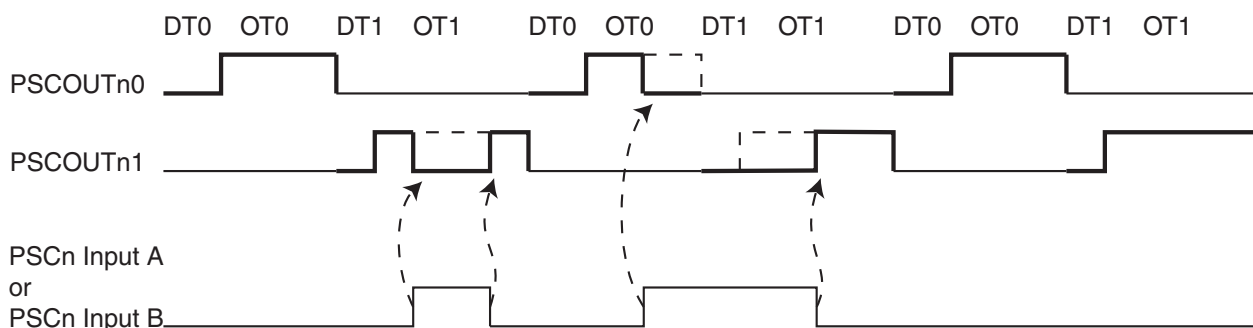 DT0 OT0 DT1 OT1 DT0 OT0 DT1 OT1 DT0 OT0 DT1 OT1
PSCOUTn0
PSCOUTn1
PSCn Input A
or
PSCn Input B